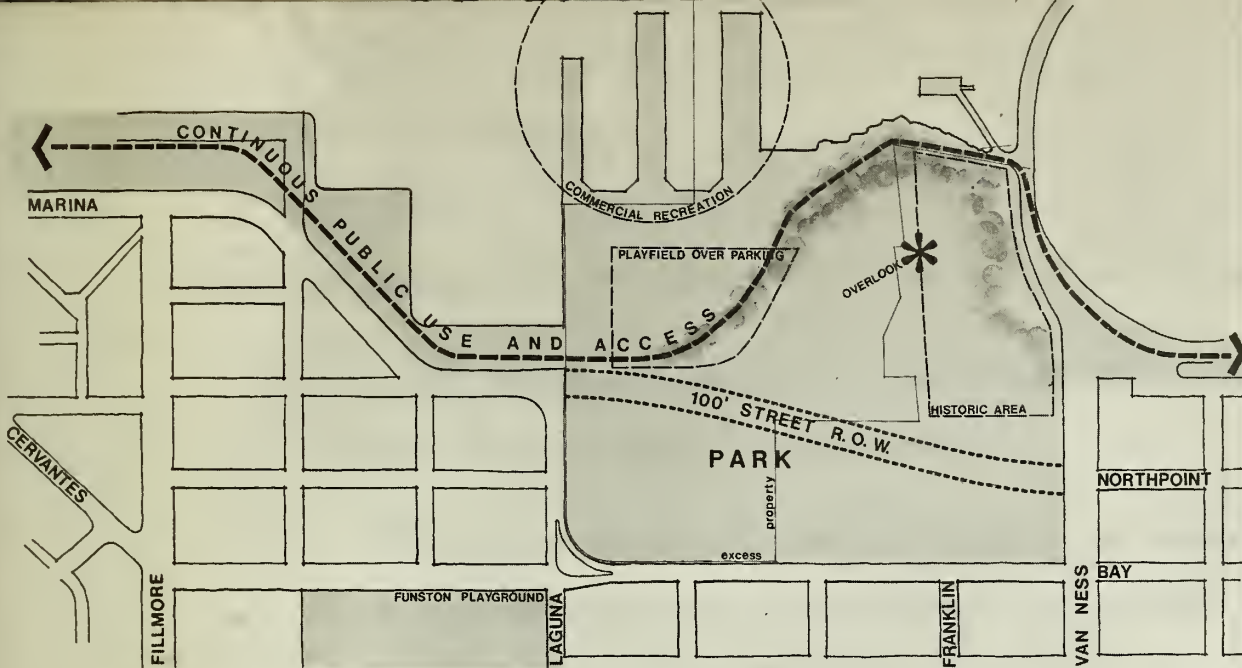 CONTINUOUS PUBLIC USE AND ACCESS
COMMERCIAL RECREATION
MARINA
PLAYFIELD OVER PARKING
OVERLOOK
100' STREET R.O.W.
HISTORIC AREA
PARK
CERVANTES
property
NORTHPOINT
excess
BAY
FUNSTON PLAYGROUND
FILLMORE
LAGUNA
FRANKLIN
VAN NESS